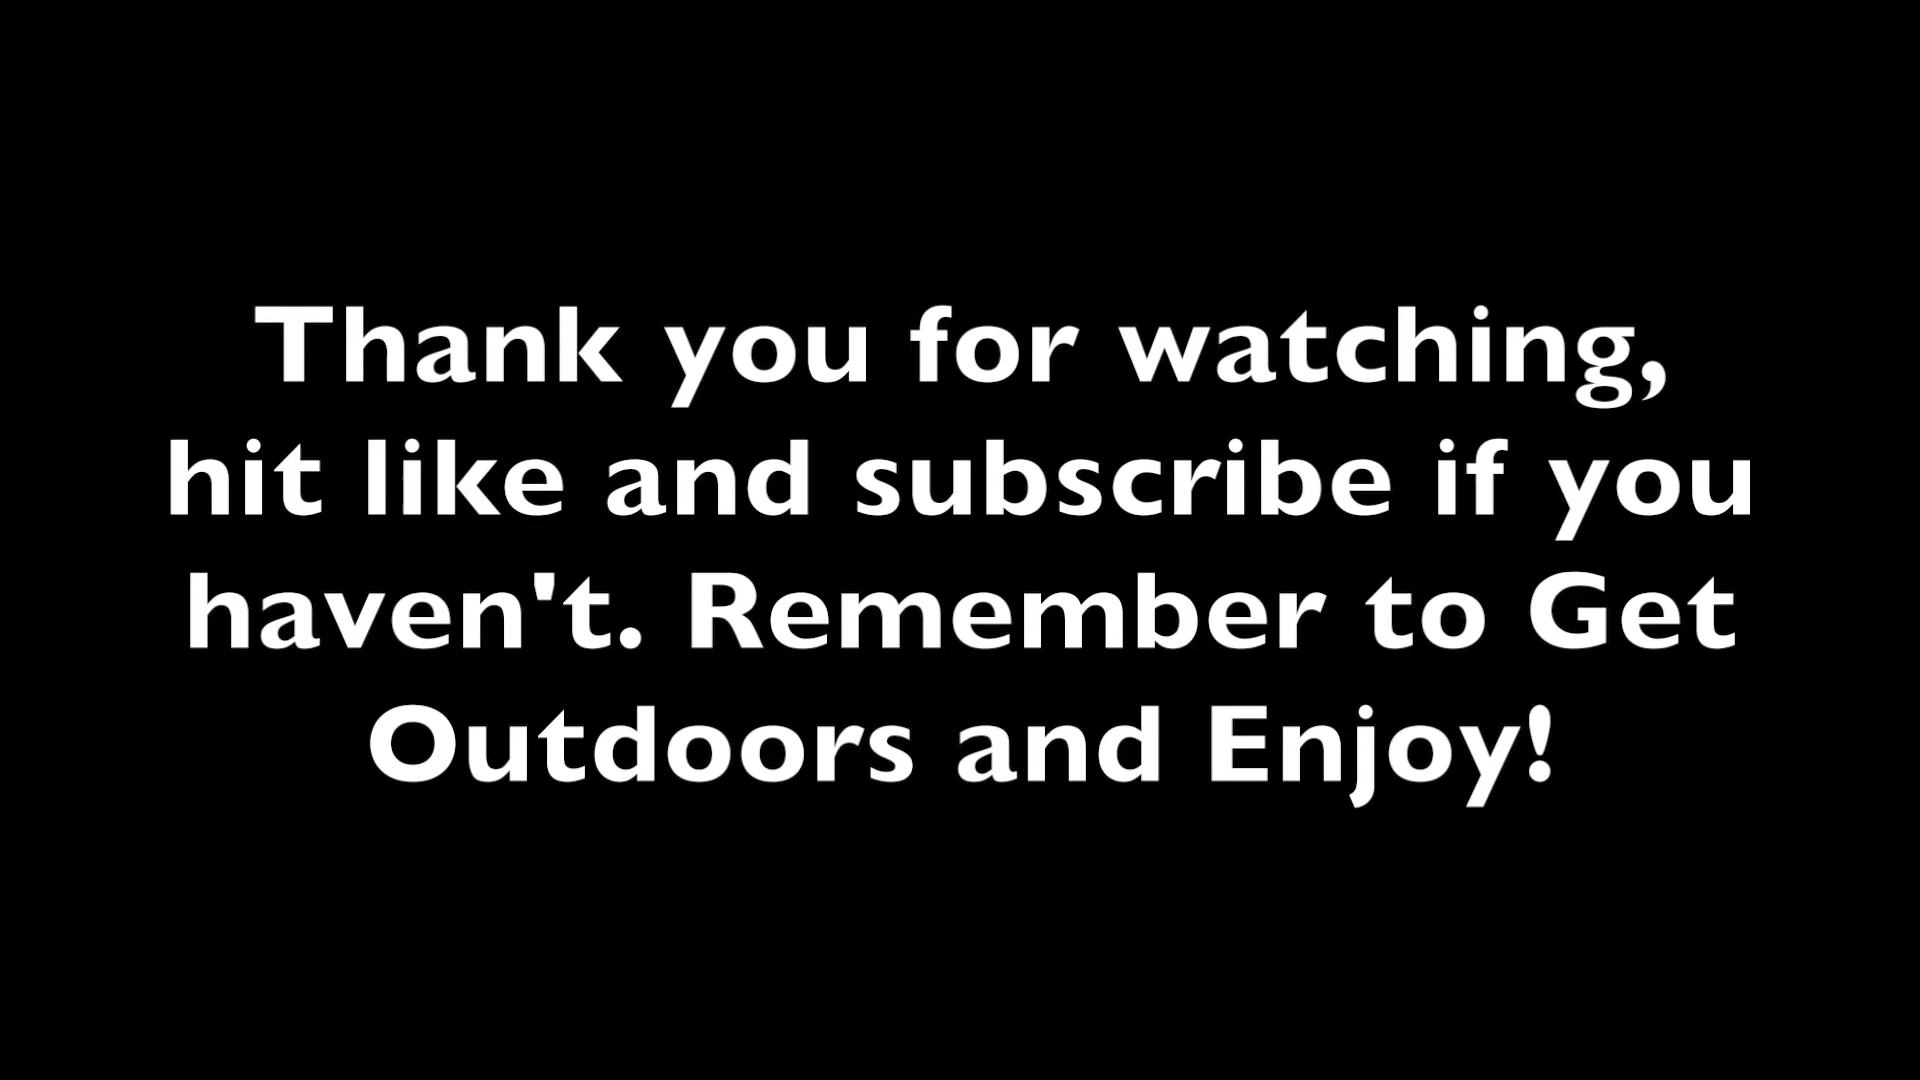 Thank you for watching,
hit like and subscribe if you
haven't. Remember to Get
Outdoors and Enjoy!